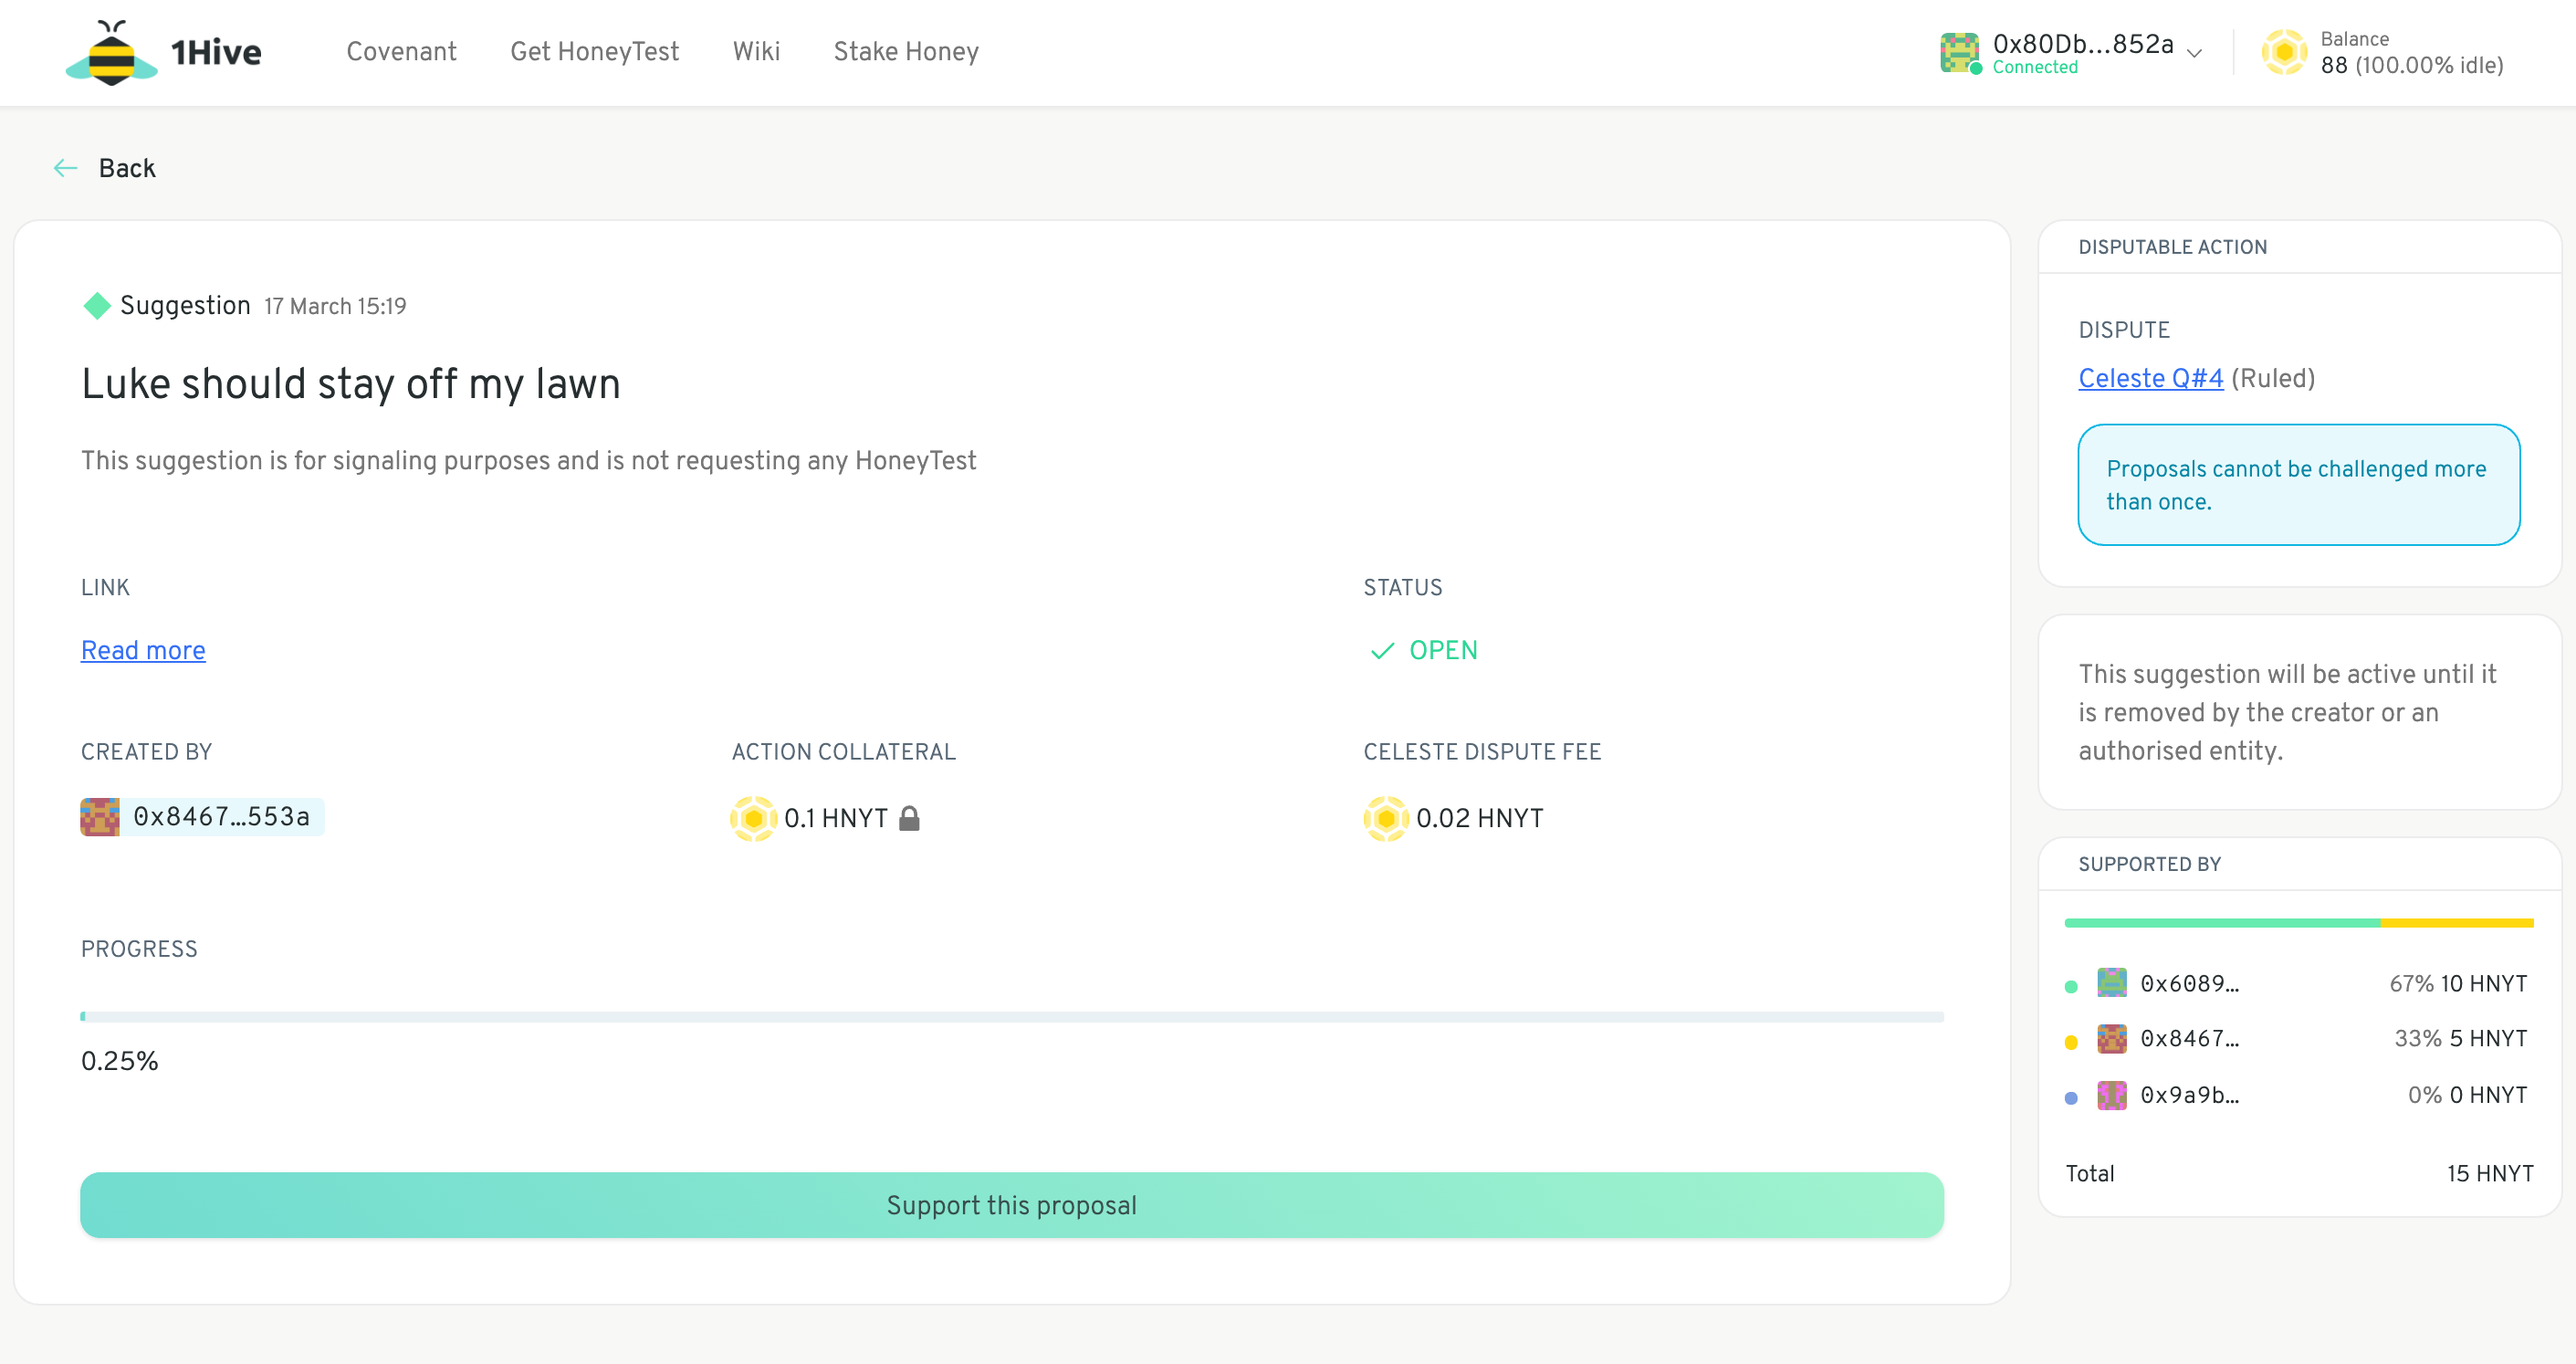 1Hive
Covenant
Get HoneyTest
Wiki
Stake Honey
0x80Db...852a
Connected
Balance
88 (100.00% idle)
Back
Suggestion 17 March 15:19
Luke should stay off my lawn
This suggestion is for signaling purposes and is not requesting any HoneyTest
LINK
Read more
STATUS
OPEN
CREATED BY
0x8467…553a
ACTION COLLATERAL
0.1 HNYT
CELESTE DISPUTE FEE
0.02 HNYT
PROGRESS
0.25%
Support this proposal
DISPUTABLE ACTION
DISPUTE
Celeste Q#4 (Ruled)
Proposals cannot be challenged more
than once.
This suggestion will be active until it
is removed by the creator or an
authorised entity.
SUPPORTED BY
0x6089… 67% 10 HNYT
0x8467… 33% 5 HNYT
0x9a9b… 0% 0 HNYT
Total 15 HNYT